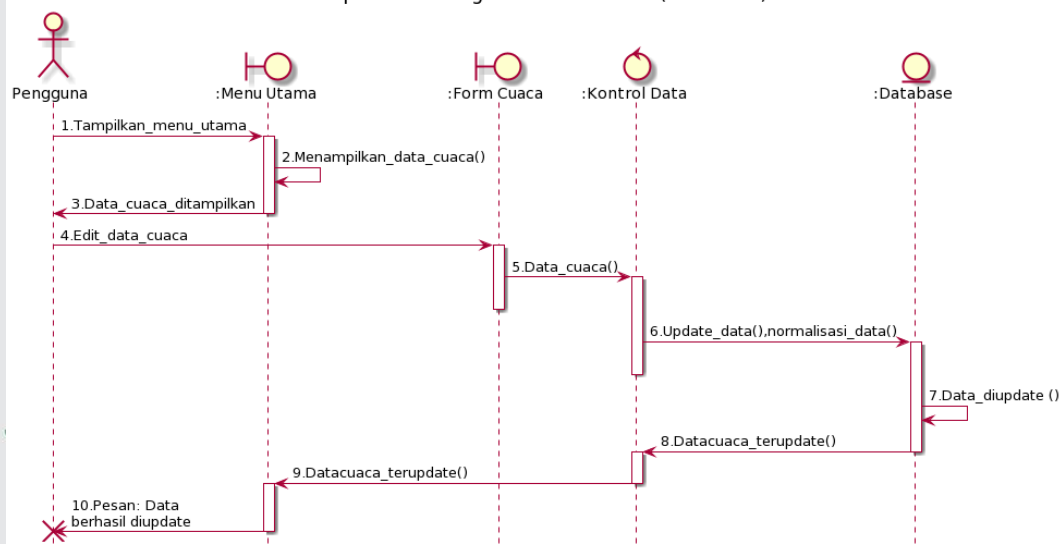 Pengguna
:Menu Utama
:Form Cuaca
:Kontrol Data
:Database
1.Tampilkan_menu_utama
2.Menampilkan_data_cuaca()
3.Data_cuaca_ditampilkan
4.Edit_data_cuaca
5.Data_cuaca()
6.Update_data(),normalisasi_data()
7.Data_diupdate ()
8.Datacuaca_terupdate()
9.Datacuaca_terupdate()
10.Pesan: Data
berhasil diupdate